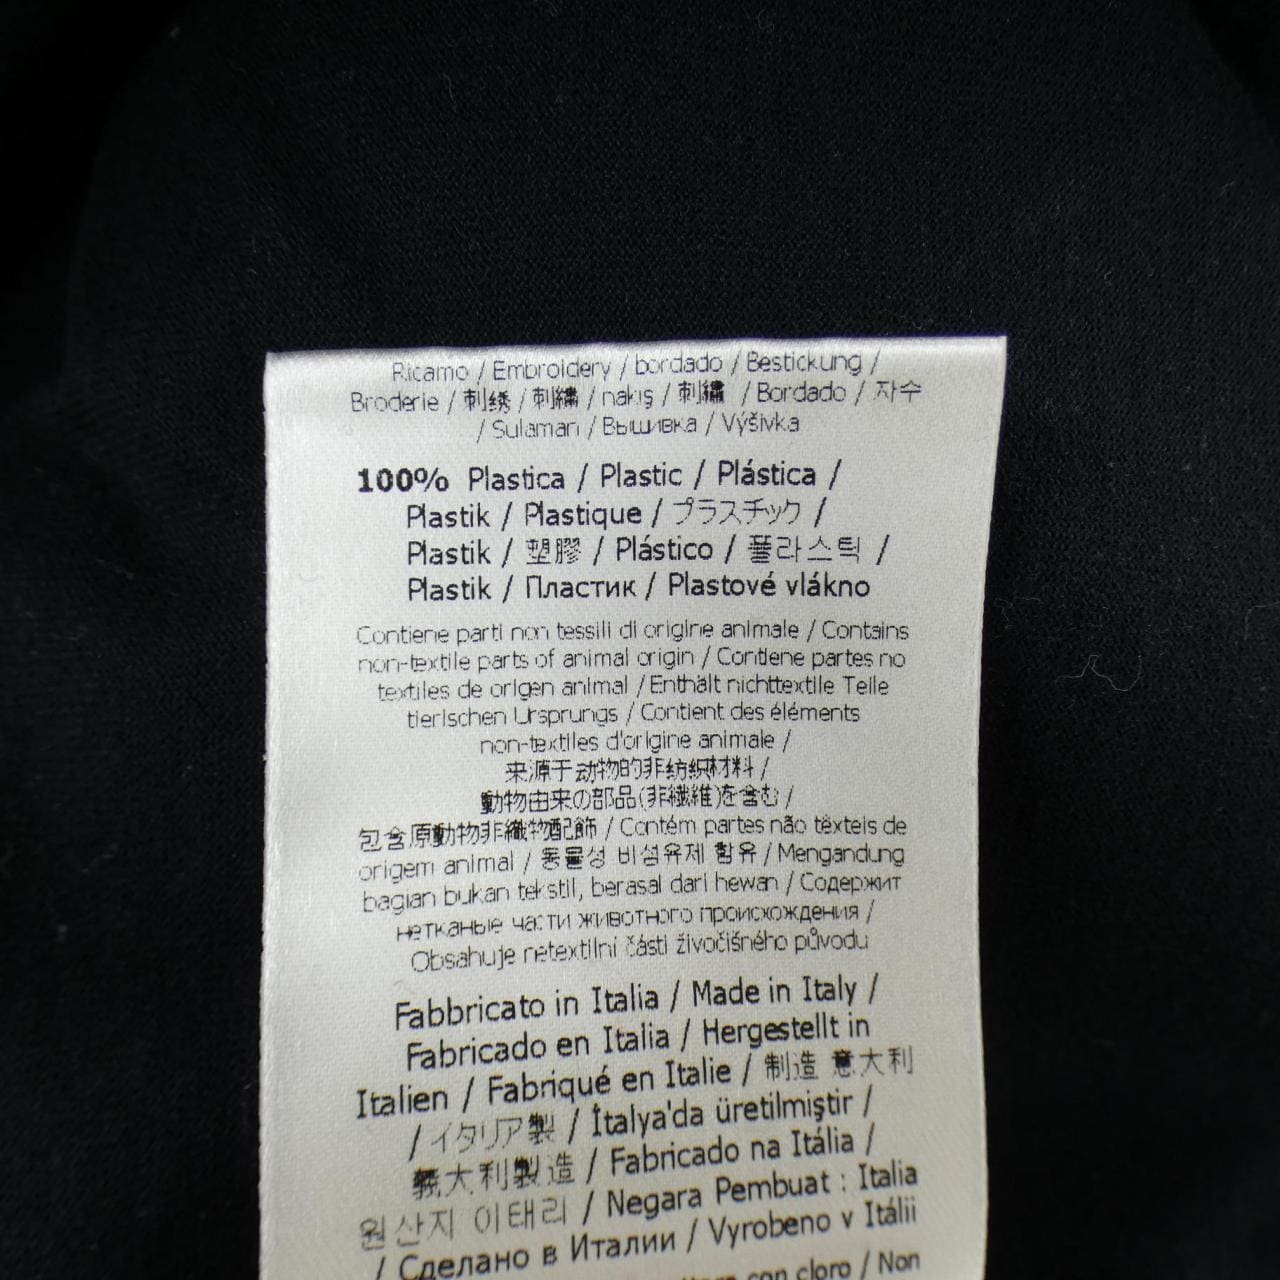 Ricamo / Embroidery / bordado / Bestickung /
Broderie / 刺绣 / 刺繍 / nakış / 刺繡 / Bordado / 자수
/ Sulaman / Вышивка / Výšivka
100% Plastica / Plastic / Plástica /
Plastik / Plastique / プラスチック /
Plastik / 塑膠 / Plástico / 플라스틱 /
Plastik / Пластик / Plastové vlákno
Contiene parti non tessili di origine animale / Contains
non-textile parts of animal origin / Contiene partes no
textiles de origen animal / Enthält nichttextile Teile
tierischen Ursprungs / Contient des éléments
non-textiles d'origine animale /
来源于动物的非纺织材料 /
動物由来の部品(非繊維)を含む /
包含原動物非織物配飾 / Contém partes não têxteis de
origem animal / 동물성 비섬유제 함유 / Mengandung
bagian bukan tekstil, berasal dari hewan / Содержит
нетканые части животного происхождения /
Obsahuje netextilní části živočišného původu
Fabbricato in Italia / Made in Italy /
Fabricado en Italia / Hergestellt in
Italien / Fabriqué en Italie / 制造 意大利
/ イタリア製 / İtalya'da üretilmiştir /
義大利製造 / Fabricado na Itália /
원산지 이태리 / Negara Pembuat : Italia
/ Сделано в Италии / Vyrobeno v Itálii
con cloro / Non